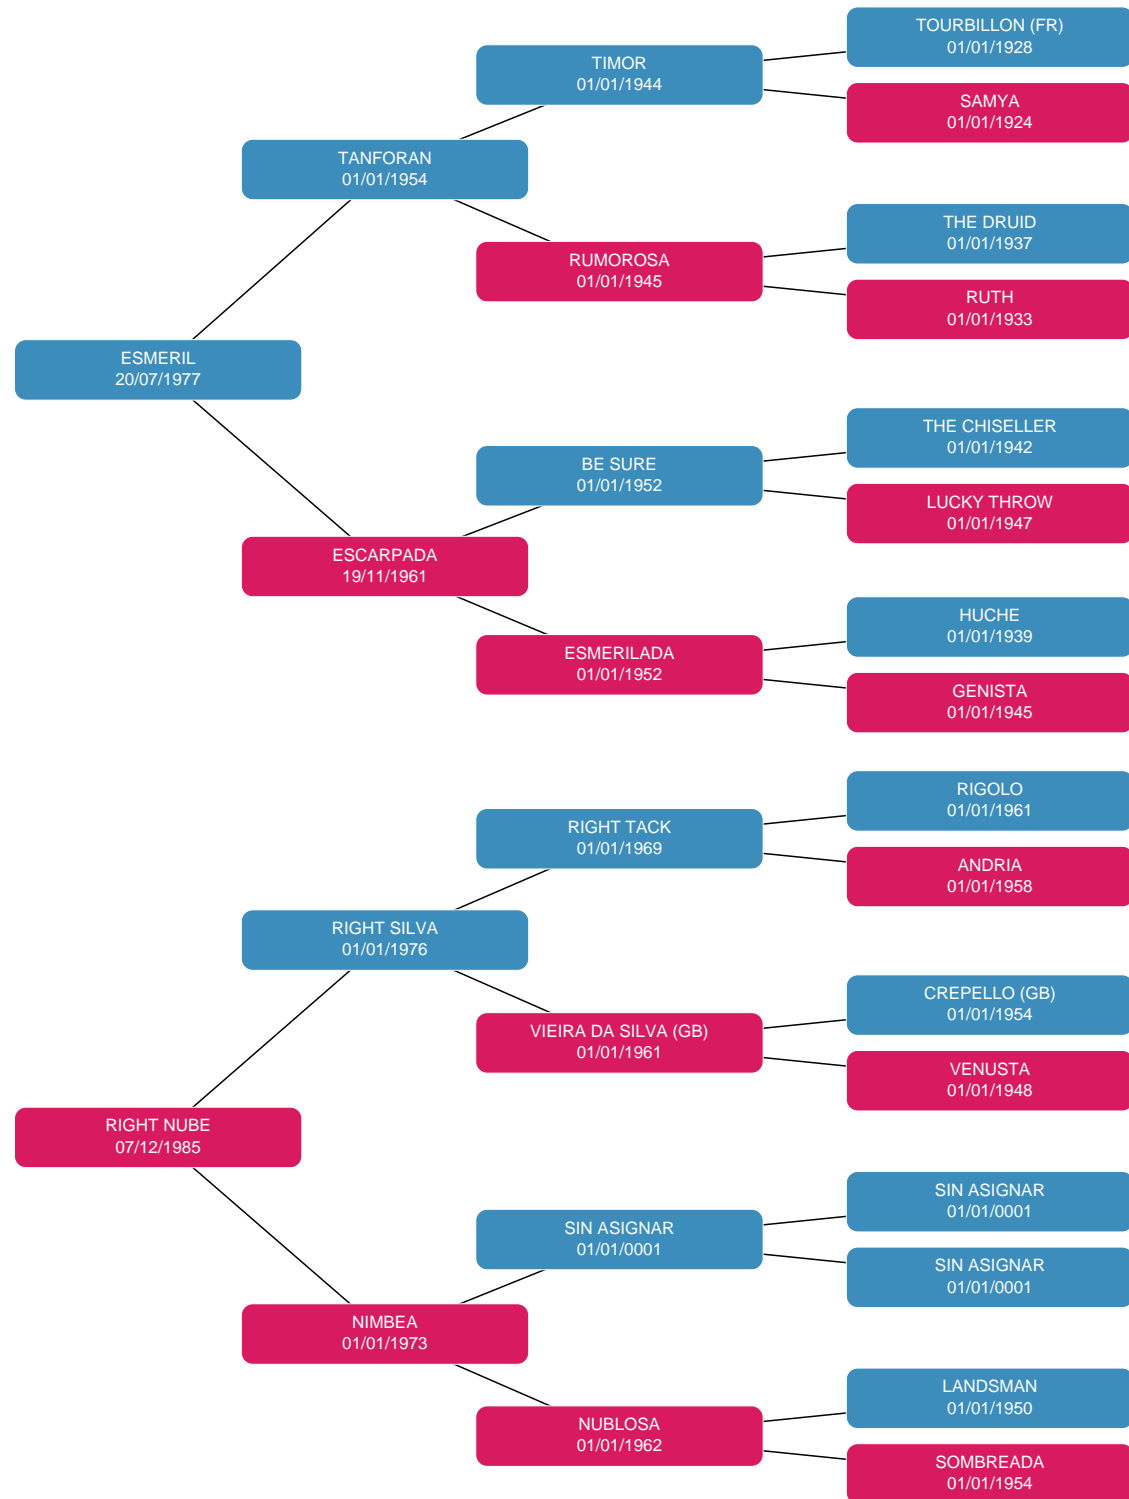 TOURBILLON (FR)
01/01/1928
TIMOR
01/01/1944
SAMYA
01/01/1924
TANFORAN
01/01/1954
THE DRUID
01/01/1937
RUMOROSA
01/01/1945
RUTH
01/01/1933
ESMERIL
20/07/1977
THE CHISELLER
01/01/1942
BE SURE
01/01/1952
LUCKY THROW
01/01/1947
ESCARPADA
19/11/1961
HUCHE
01/01/1939
ESMERILADA
01/01/1952
GENISTA
01/01/1945
RIGOLO
01/01/1961
RIGHT TACK
01/01/1969
ANDRIA
01/01/1958
RIGHT SILVA
01/01/1976
CREPELLO (GB)
01/01/1954
VIEIRA DA SILVA (GB)
01/01/1961
VENUSTA
01/01/1948
RIGHT NUBE
07/12/1985
SIN ASIGNAR
01/01/0001
SIN ASIGNAR
01/01/0001
SIN ASIGNAR
01/01/0001
NIMBEA
01/01/1973
LANDSMAN
01/01/1950
NUBLOSA
01/01/1962
SOMBREADA
01/01/1954